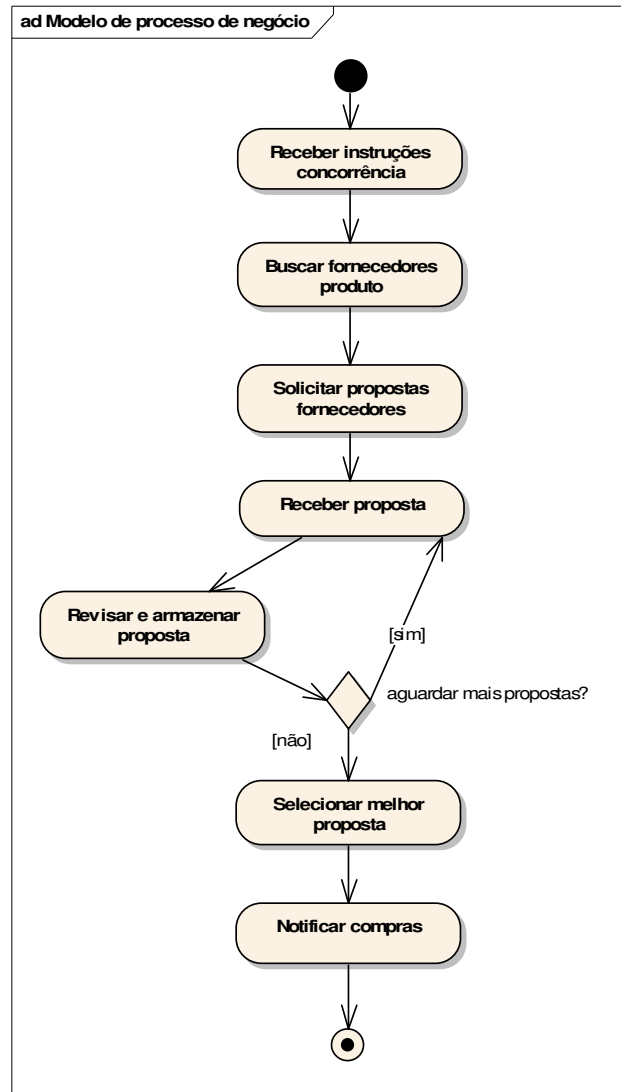 ad Modelo de processo de negócio
Receber instruções
concorrência
Buscar fornecedores
produto
Solicitar propostas
fornecedores
Receber proposta
Revisar e armazenar
proposta
[sim]
aguardar mais propostas?
[não]
Selecionar melhor
proposta
Notificar compras